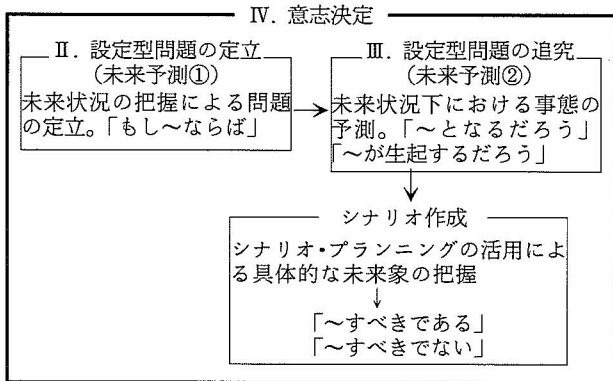 Ⅳ. 意志決定
Ⅱ. 設定型問題の定立
(未来予測①)
未来状況の把握による問題
の定立。「もし～ならば」
Ⅲ. 設定型問題の追究
(未来予測②)
未来状況下における事態の
予測。「～となるだろう」
「～が生起するだろう」
シナリオ作成
シナリオ・プランニングの活用によ
る具体的な未来象の把握
「～すべきである」
「～すべきでない」